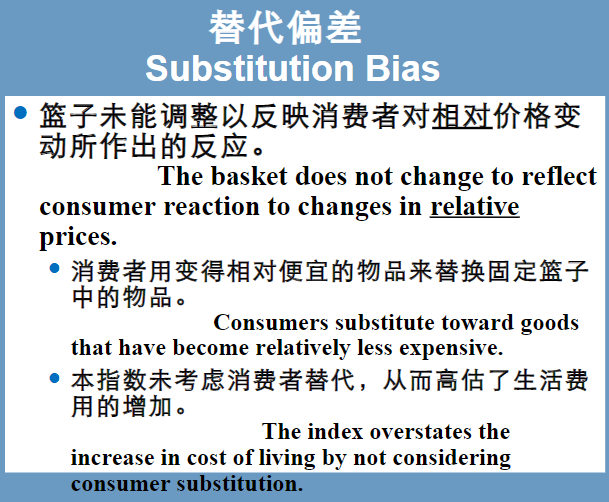 替代偏差
Substitution Bias
篮子未能调整以反映消费者对相对价格变
动所作出的反应。
The basket does not change to reflect
consumer reaction to changes in relative
prices.
消费者用变得相对便宜的物品来替换固定篮子
中的物品。
Consumers substitute toward goods
that have become relatively less expensive.
本指数未考虑消费者替代，从而高估了生活费
用的增加。
The index overstates the
increase in cost of living by not considering
consumer substitution.